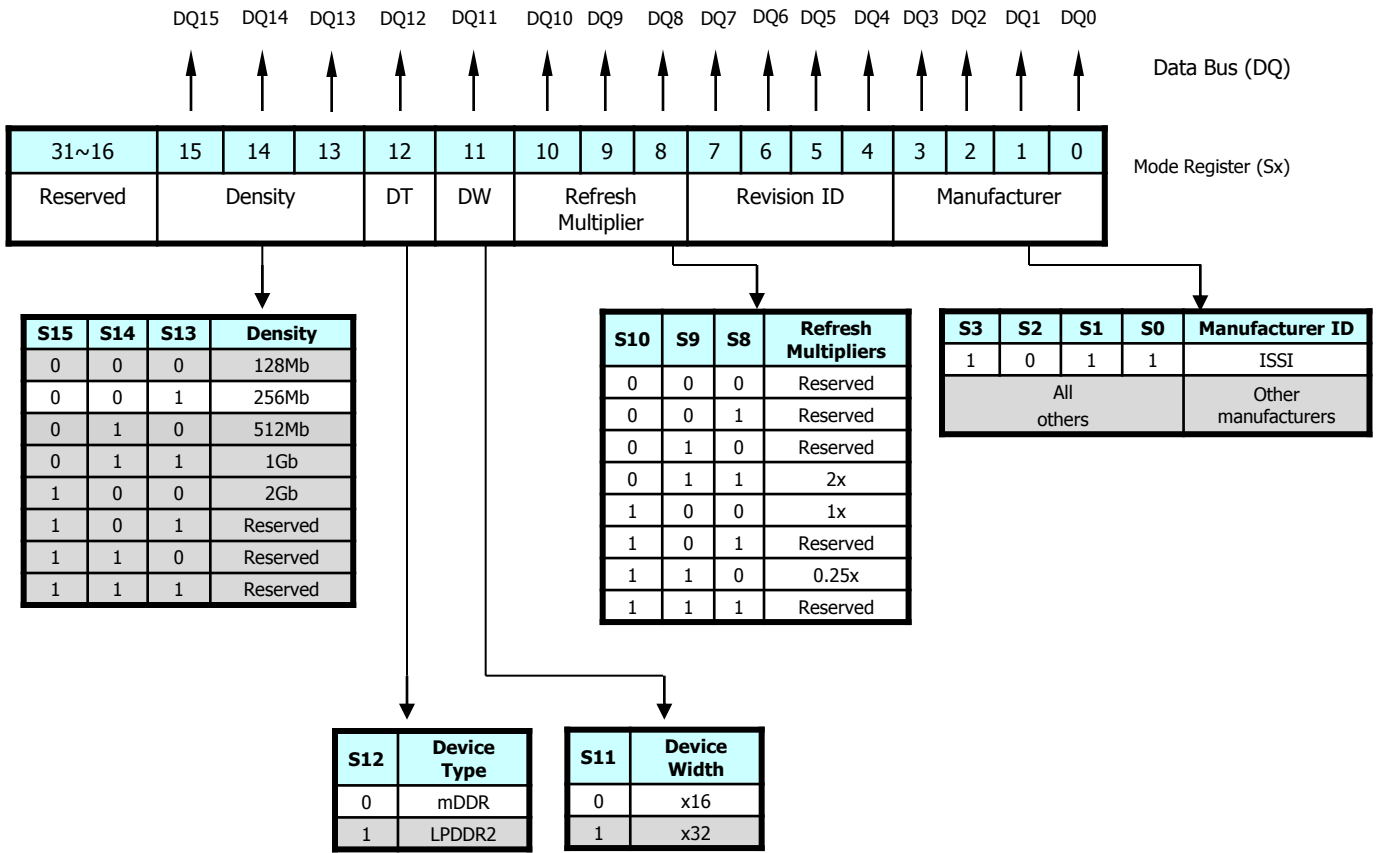 DQ15 DQ14 DQ13 DQ12 DQ11 DQ10 DQ9 DQ8 DQ7 DQ6 DQ5 DQ4 DQ3 DQ2 DQ1 DQ0
Data Bus (DQ)
31~16 15 14 13 12 11 10 9 8 7 6 5 4 3 2 1 0
Mode Register (Sx)
Reserved Density DT DW Refresh Revision ID Manufacturer
Multiplier
S15 S14 S13 Density
0 0 0 128Mb
0 0 1 256Mb
0 1 0 512Mb
0 1 1 1Gb
1 0 0 2Gb
1 0 1 Reserved
1 1 0 Reserved
1 1 1 Reserved
S10 S9 S8 Refresh
Multipliers
0 0 0 Reserved
0 0 1 Reserved
0 1 0 Reserved
0 1 1 2x
1 0 0 1x
1 0 1 Reserved
1 1 0 0.25x
1 1 1 Reserved
S3 S2 S1 S0 Manufacturer ID
1 0 1 1 ISSI
All Other
others manufacturers
S12 Device
Type
0 mDDR
1 LPDDR2
S11 Device
Width
0 x16
1 x32